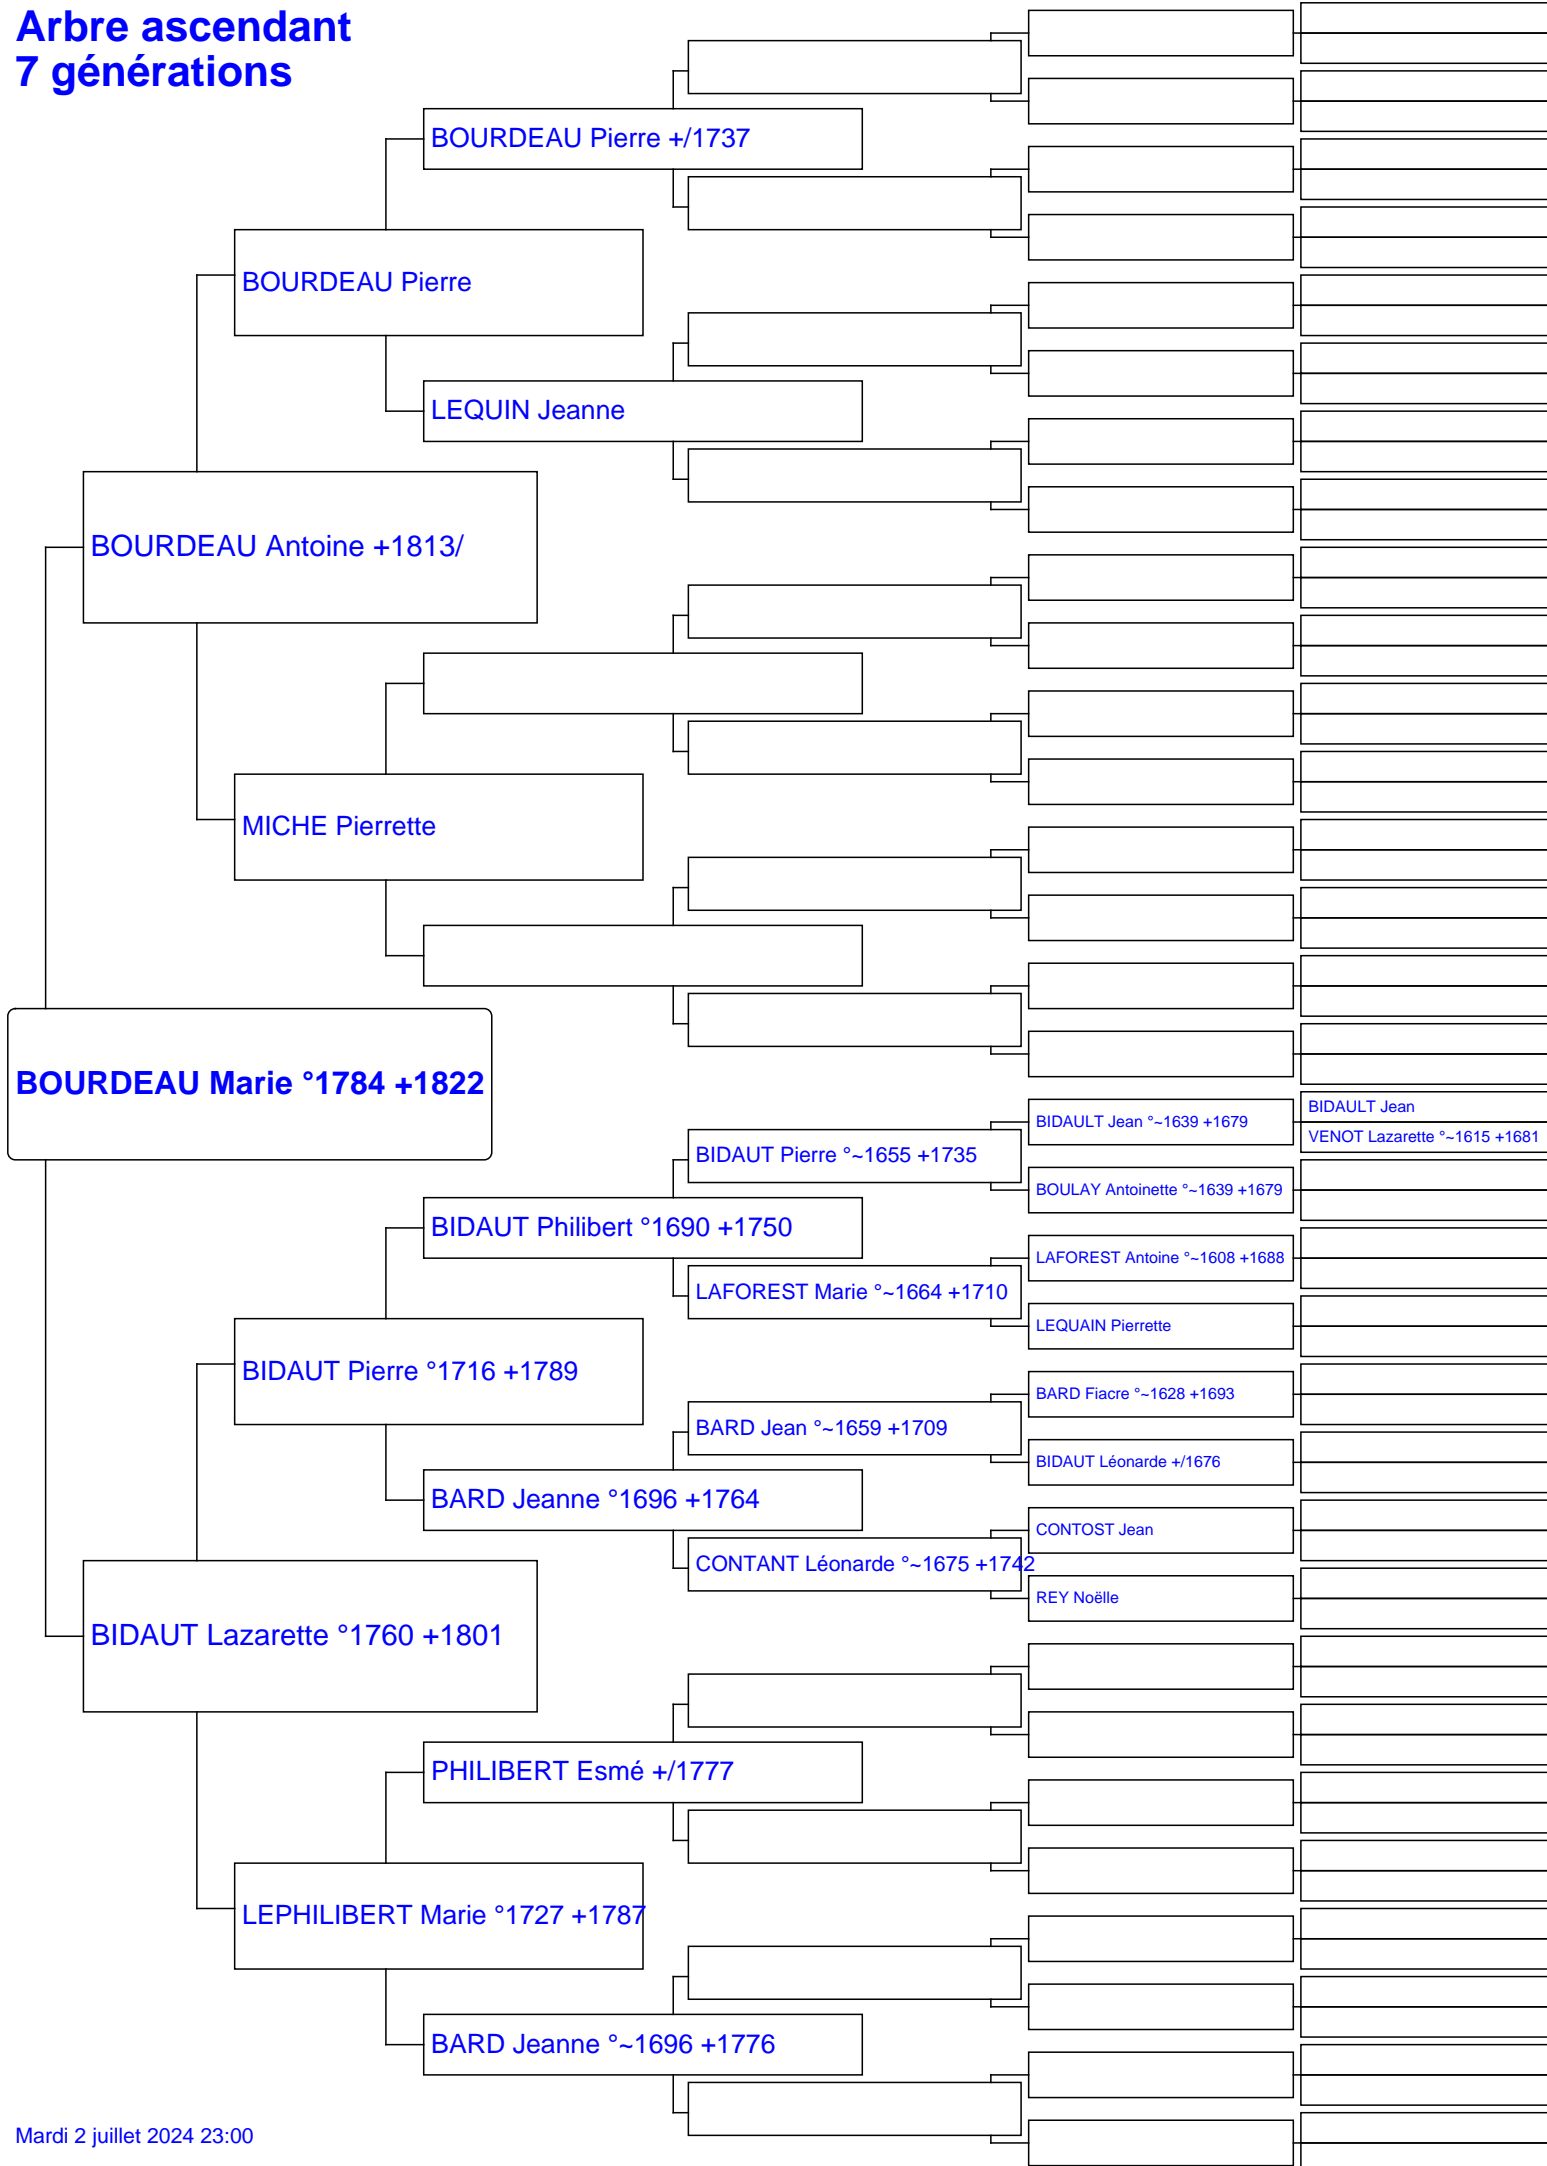 Arbre ascendant
7 générations
BOURDEAU Pierre +/1737
BOURDEAU Pierre
LEQUIN Jeanne
BOURDEAU Antoine +1813/
MICHE Pierrette
BOURDEAU Marie °1784 +1822
BIDAULT Jean
BIDAULT Jean °~1639 +1679
VENOT Lazarette °~1615 +1681
BIDAUT Pierre °~1655 +1735
BOULAY Antoinette °~1639 +1679
BIDAUT Philibert °1690 +1750
LAFOREST Antoine °~1608 +1688
LAFOREST Marie °~1664 +1710
LEQUAIN Pierrette
BIDAUT Pierre °1716 +1789
BARD Fiacre °~1628 +1693
BARD Jean °~1659 +1709
BIDAUT Léonarde +/1676
BARD Jeanne °1696 +1764
CONTOST Jean
CONTANT Léonarde °~1675 +1742
REY Noëlle
BIDAUT Lazarette °1760 +1801
PHILIBERT Esmé +/1777
LEPHILIBERT Marie °1727 +1787
BARD Jeanne °~1696 +1776
Mardi 2 juillet 2024 23:00